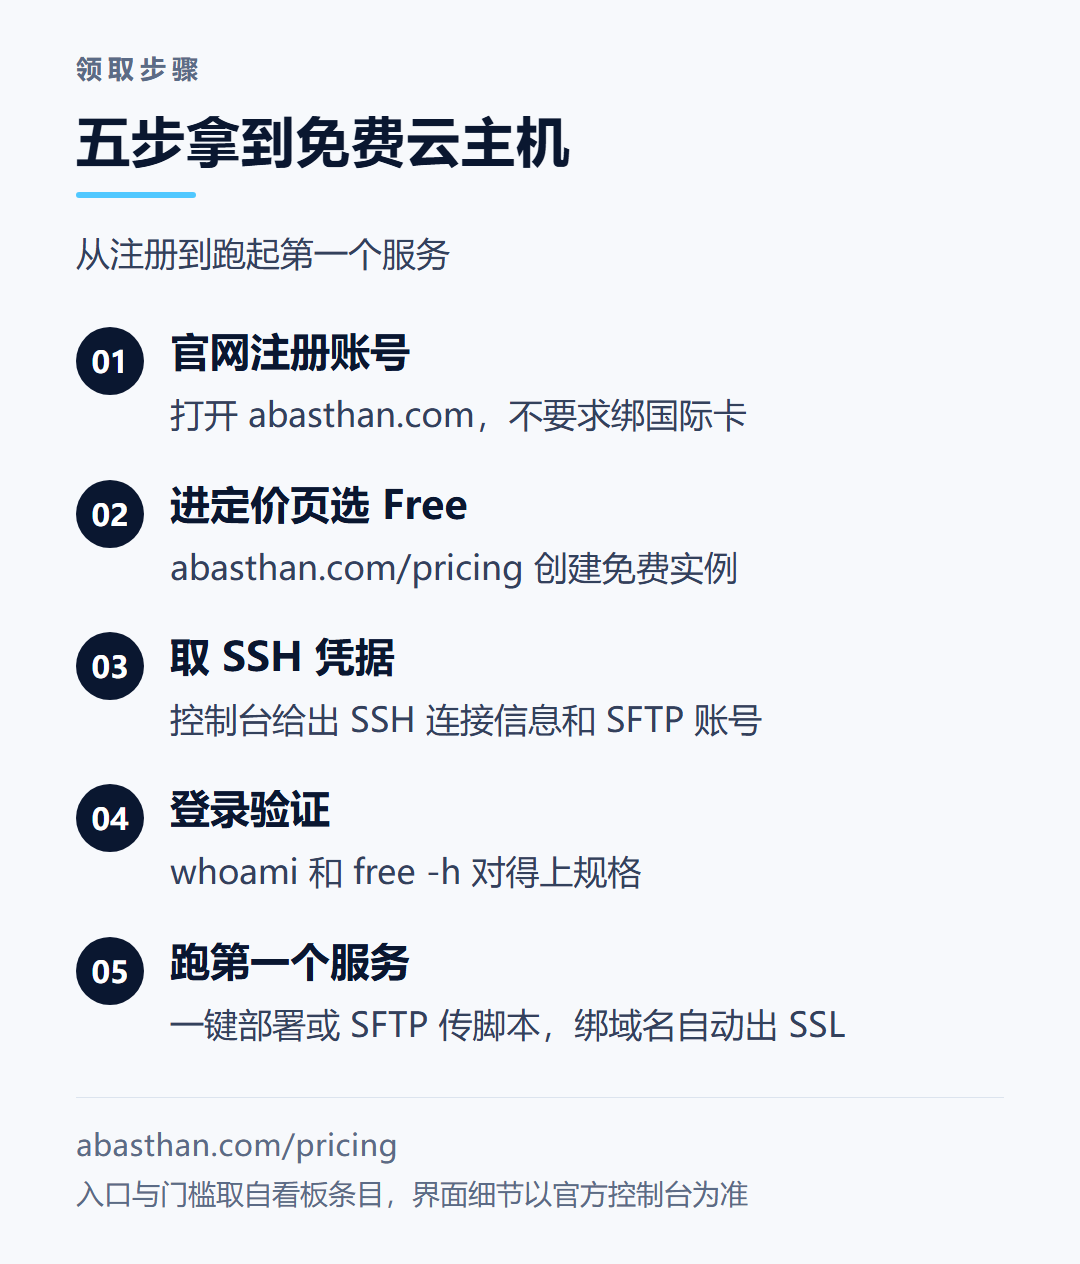 领取步骤
五步拿到免费云主机
从注册到跑起第一个服务
01
官网注册账号
打开 abasthan.com，不要求绑国际卡
02
进定价页选 Free
abasthan.com/pricing 创建免费实例
03
取 SSH 凭据
控制台给出 SSH 连接信息和 SFTP 账号
04
登录验证
whoami 和 free -h 对得上规格
05
跑第一个服务
一键部署或 SFTP 传脚本，绑域名自动出 SSL
abasthan.com/pricing
入口与门槛取自看板条目，界面细节以官方控制台为准